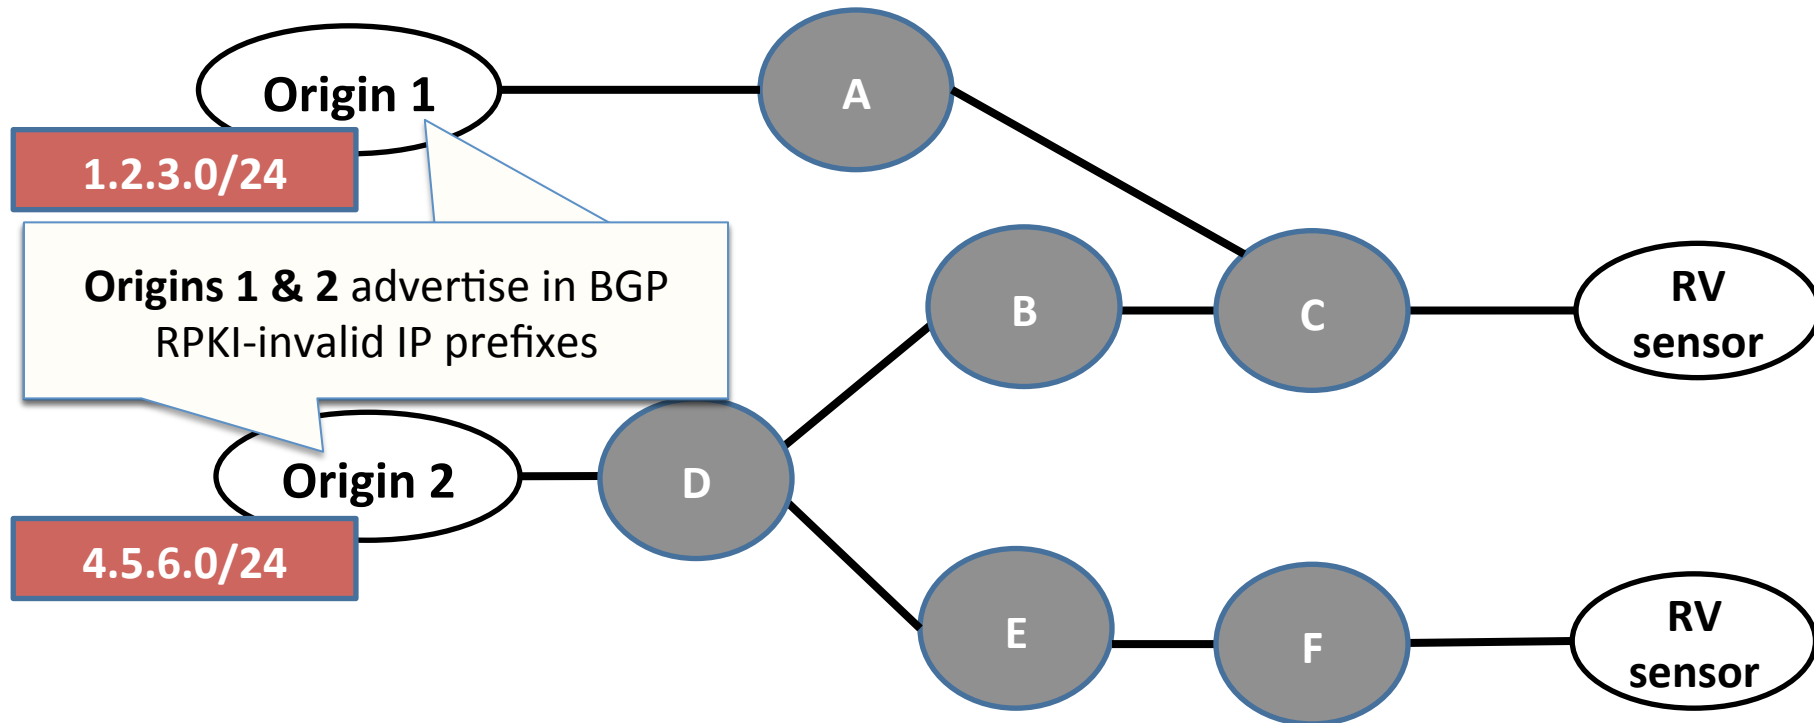 Origin 1
A
1.2.3.0/24
Origins 1 & 2 advertise in BGP
RPKI-invalid IP prefixes
B
C
RV
sensor
Origin 2
D
4.5.6.0/24
E
F
RV
sensor